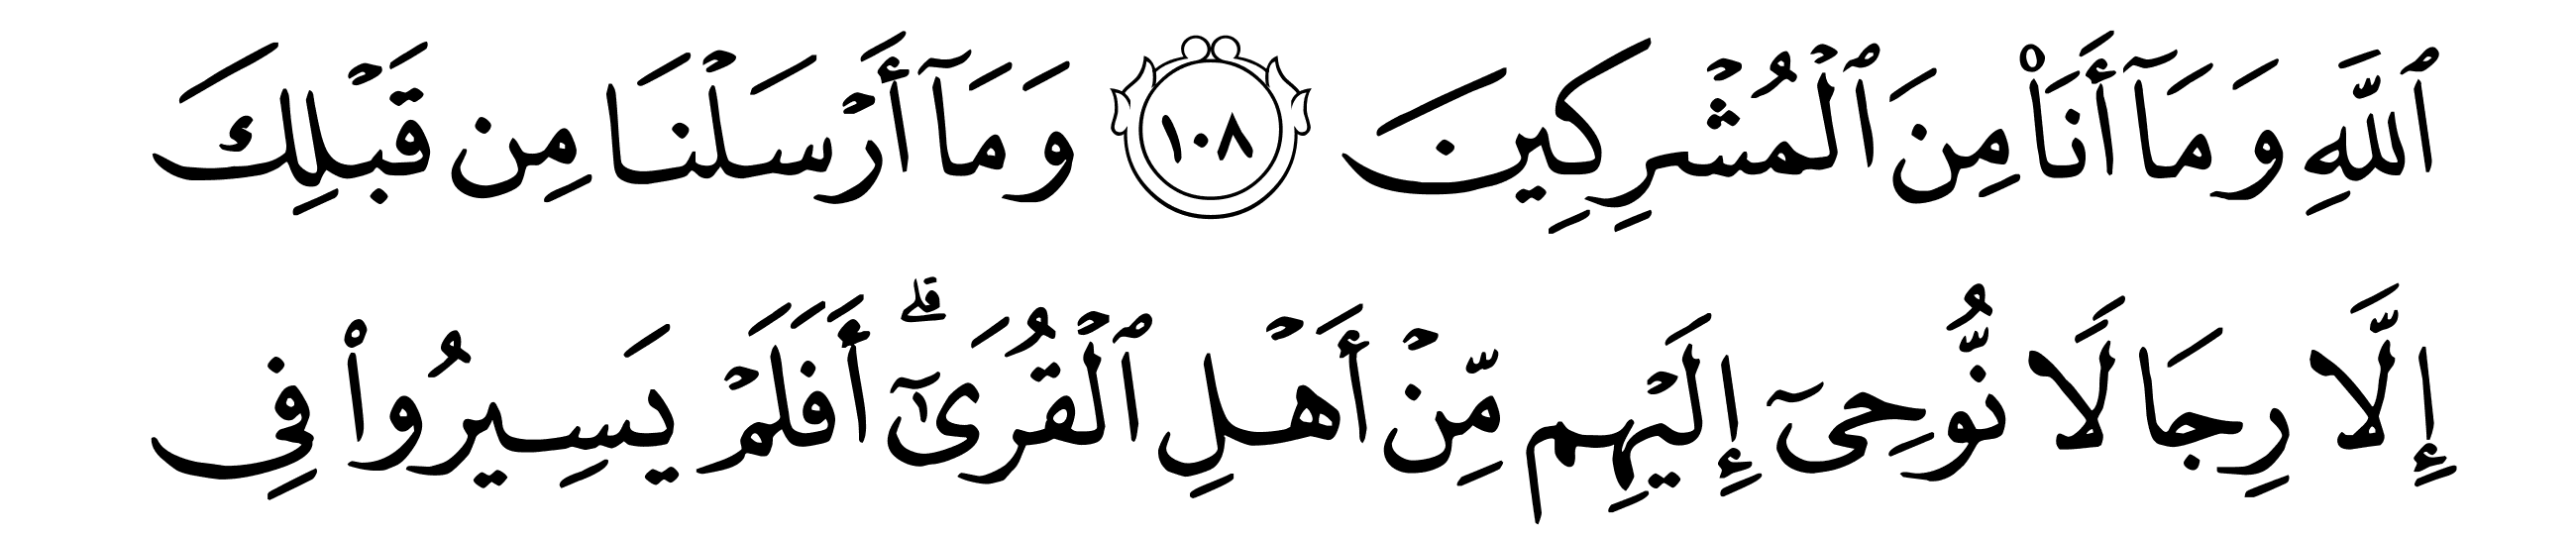 ٱللَّهِ وَمَآ أَنَا۠ مِنَ ٱلۡمُشۡرِكِينَ ١٠٨ وَمَآ أَرۡسَلۡنَا مِن قَبۡلِكَ
إِلَّا رِجَالٗا نُّوحِيٓ إِلَيۡهِم مِّنۡ أَهۡلِ ٱلۡقُرَىٰٓۗ أَفَلَمۡ يَسِيرُواْ فِي